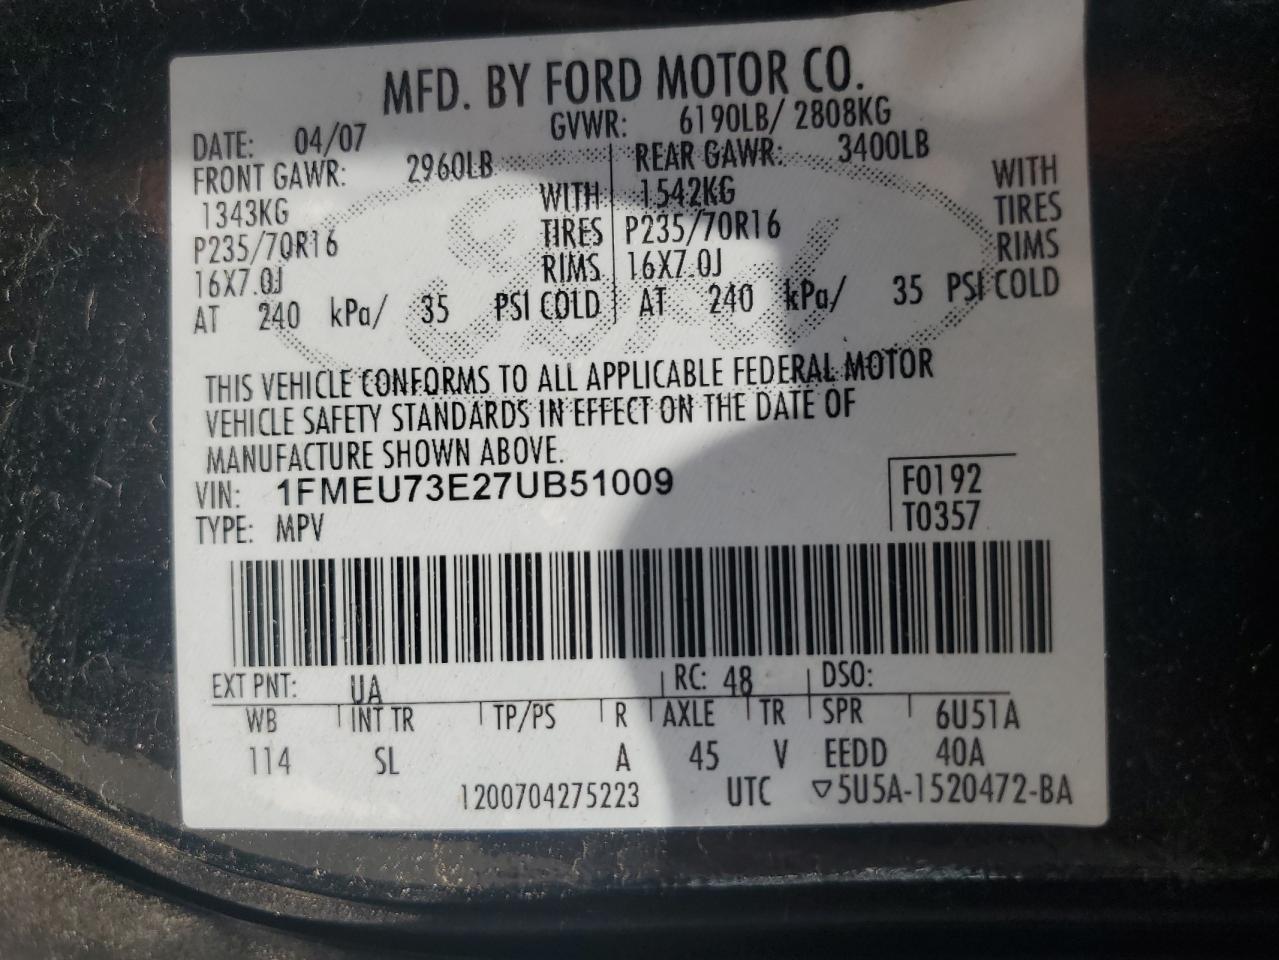 MFD. BY FORD MOTOR CO.
DATE: 04/07 GVWR: 6190LB/ 2808KG
FRONT GAWR: 2960LB REAR GAWR: 3400LB
1343KG WITH 1542KG WITH
P235/70R16 TIRES P235/70R16 TIRES
16X7.0J RIMS 16X7.0J RIMS
AT 240 kPa/ 35 PSI COLD AT 240 kPa/ 35 PSI COLD
THIS VEHICLE CONFORMS TO ALL APPLICABLE FEDERAL MOTOR
VEHICLE SAFETY STANDARDS IN EFFECT ON THE DATE OF
MANUFACTURE SHOWN ABOVE.
VIN: 1FMEU73E27UB51009 F0192
TYPE: MPV T0357
EXT PNT: UA RC: 48 DSO:
WB INT TR TP/PS R AXLE TR SPR 6U51A
114 SL A 45 V EEDD 40A
1200704275223 UTC ▽5U5A-1520472-BA